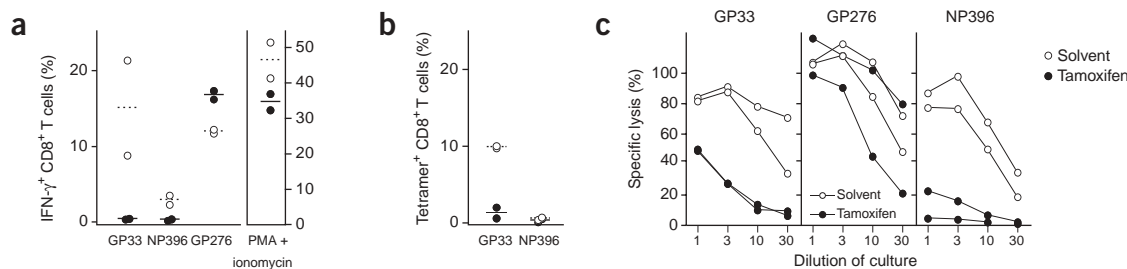 a
IFN-γ+ CD8+ T cells (%)
20
10
0
GP33 NP396 GP276
50
40
30
20
10
0
PMA +
ionomycin
b
Tetramer+ CD8+ T cells (%)
20
10
0
GP33 NP396
c
GP33 GP276 NP396
Specific lysis (%)
80
60
80
40
20
0
Solvent
Tamoxifen
1 3 10 30 1 3 10 30 1 3 10 30
Dilution of culture
Solvent
Tamoxifen